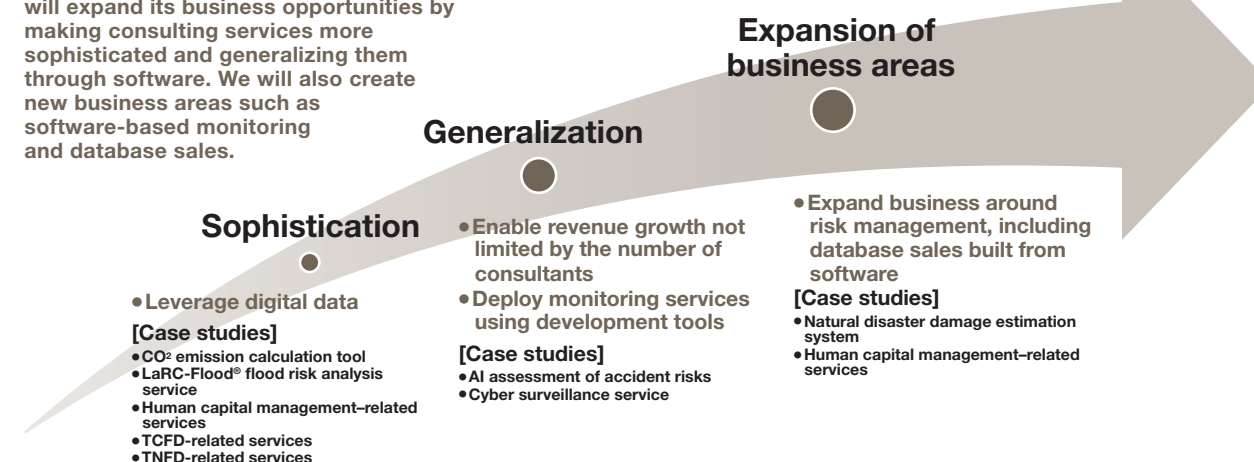 will expand its business opportunities by
making consulting services more
sophisticated and generalizing them
through software. We will also create
new business areas such as
software-based monitoring
and database sales.
Sophistication
•Leverage digital data
[Case studies]
•CO² emission calculation tool
•LaRC-Flood® flood risk analysis
service
•Human capital management–related
services
•TCFD-related services
•TNFD-related services
Generalization
•Enable revenue growth not
limited by the number of
consultants
•Deploy monitoring services
using development tools
[Case studies]
•AI assessment of accident risks
•Cyber surveillance service
Expansion of
business areas
•Expand business around
risk management, including
database sales built from
software
[Case studies]
•Natural disaster damage estimation
system
•Human capital management–related
services